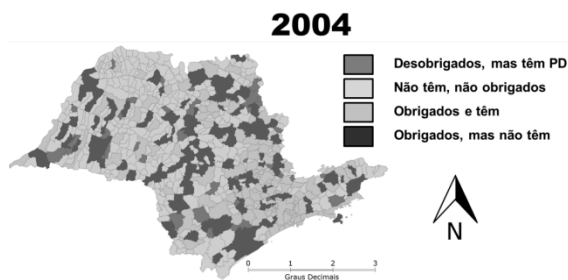 2004
Desobrigados, mas têm PD
Não têm, não obrigados
Obrigados e têm
Obrigados, mas não têm
N
0 1 2 3
Graus Decimais